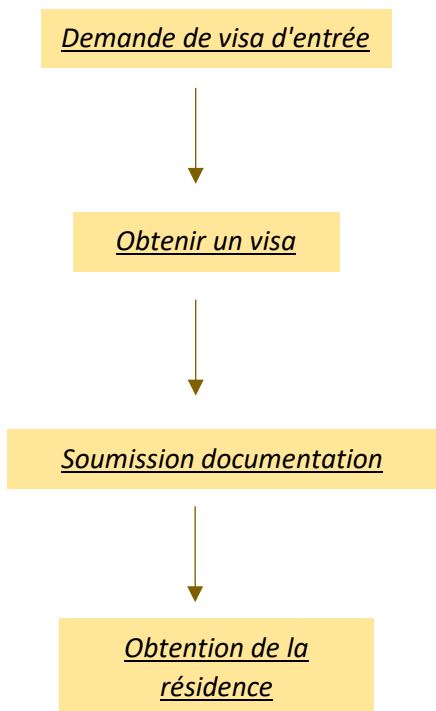 Demande de visa d'entrée
Obtenir un visa
Soumission documentation
Obtention de la
résidence